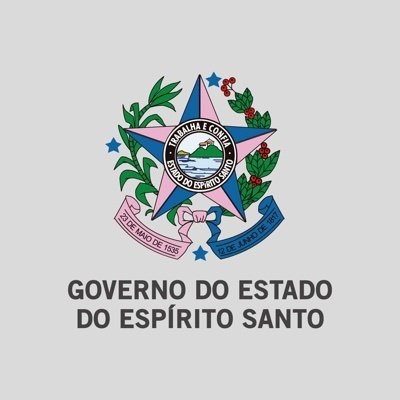 TRABALHA E CONFIA
ESTADO DO ESPÍRITO SANTO
23 DE MAIO DE 1535
12 DE JUNHO DE 1817
GOVERNO DO ESTADO
DO ESPÍRITO SANTO